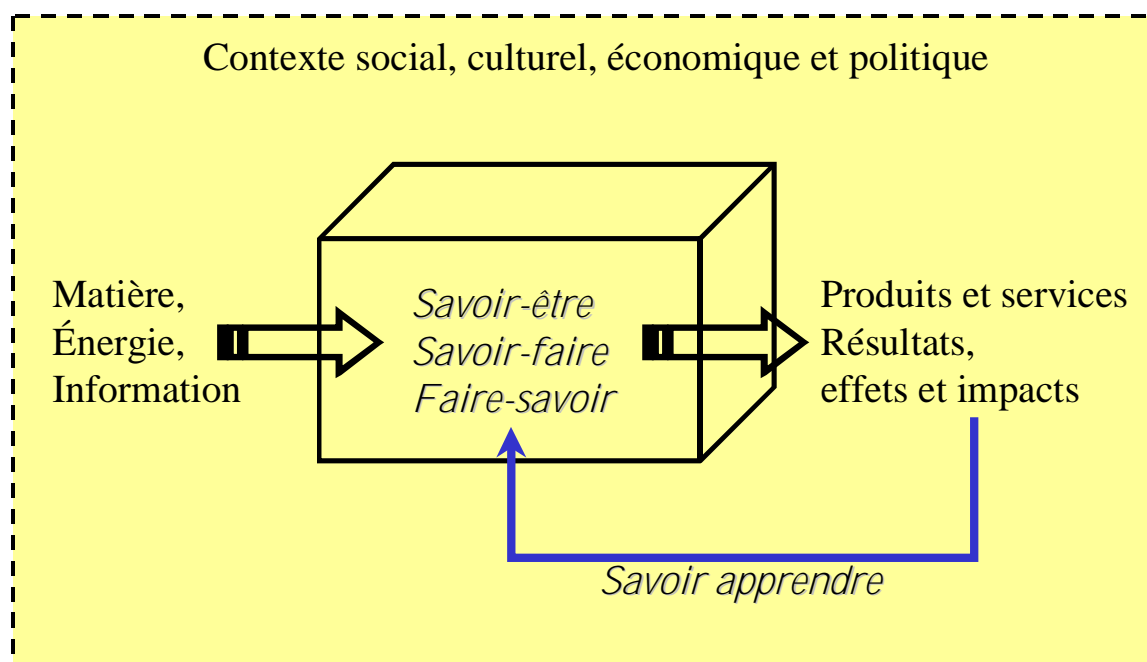 Contexte social, culturel, économique et politique
Matière,
Énergie,
Information
Savoir-être
Savoir-faire
Faire-savoir
Produits et services
Résultats,
effets et impacts
Savoir apprendre